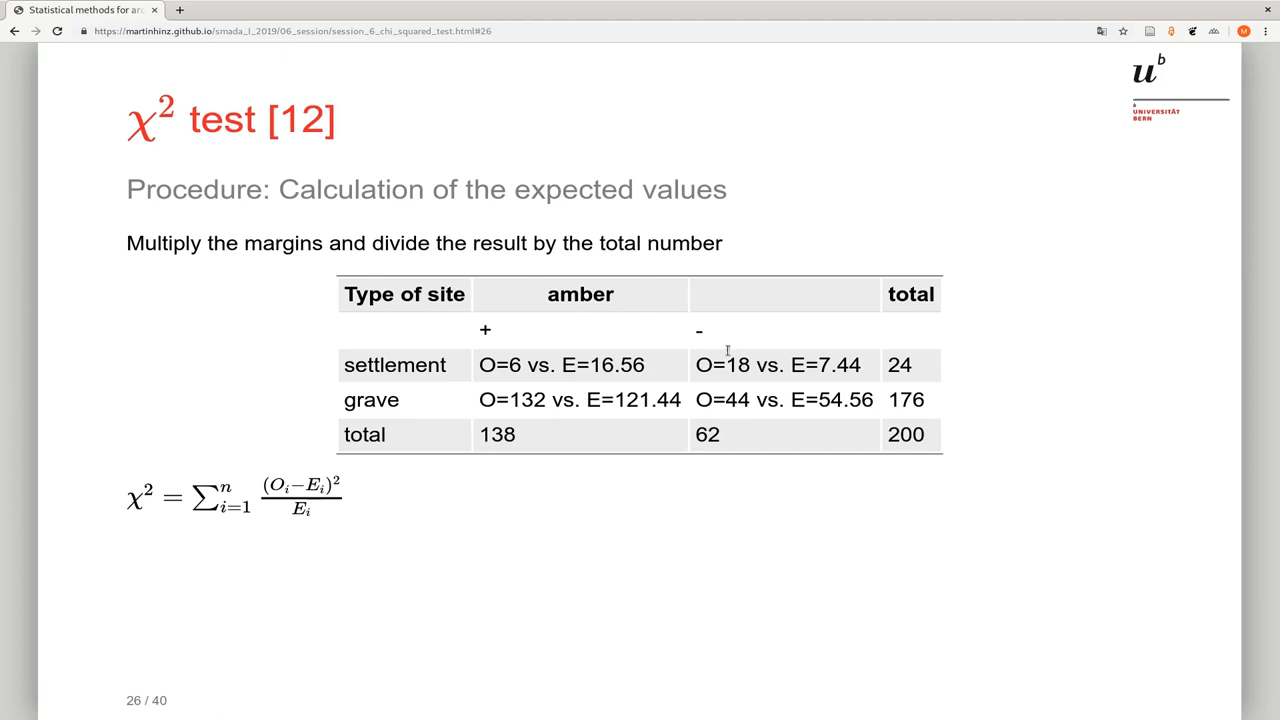 Statistical methods for ar
https://martinhinz.github.io/smada_I_2019/06_session/session_6_chi_squared_test.html#26
M
u^b
χ² test [12]
b
UNIVERSITÄT
BERN
Procedure: Calculation of the expected values
Multiply the margins and divide the result by the total number
Type of site amber total
+ -
settlement O=6 vs. E=16.56 O=18 vs. E=7.44 24
grave O=132 vs. E=121.44 O=44 vs. E=54.56 176
total 138 62 200
χ² = ∑ⁿᵢ₌₁ (Oᵢ−Eᵢ)²/Eᵢ
26 / 40